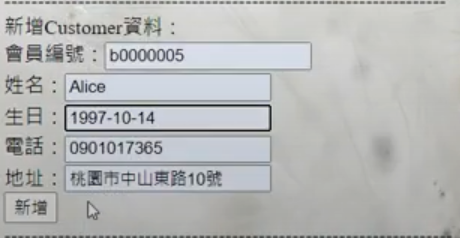 新增Customer資料：
會員編號：b0000005
姓名：Alice
生日：1997-10-14
電話：0901017365
地址：桃園市中山東路10號
新增